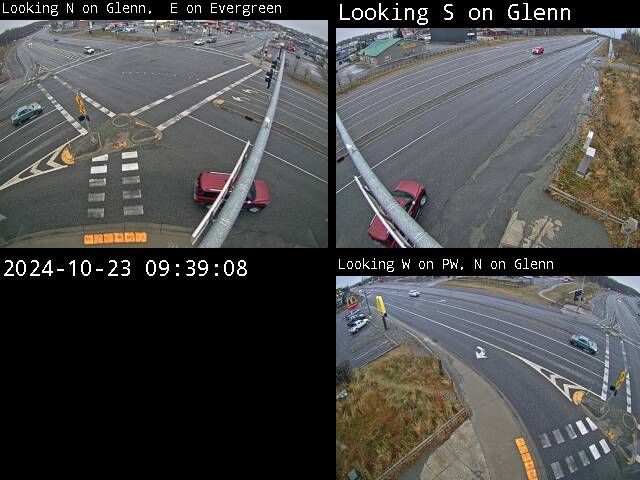 Looking N on Glenn, E on Evergreen
Looking S on Glenn
2024-10-23 09:39:08
Looking W on PW, N on Glenn